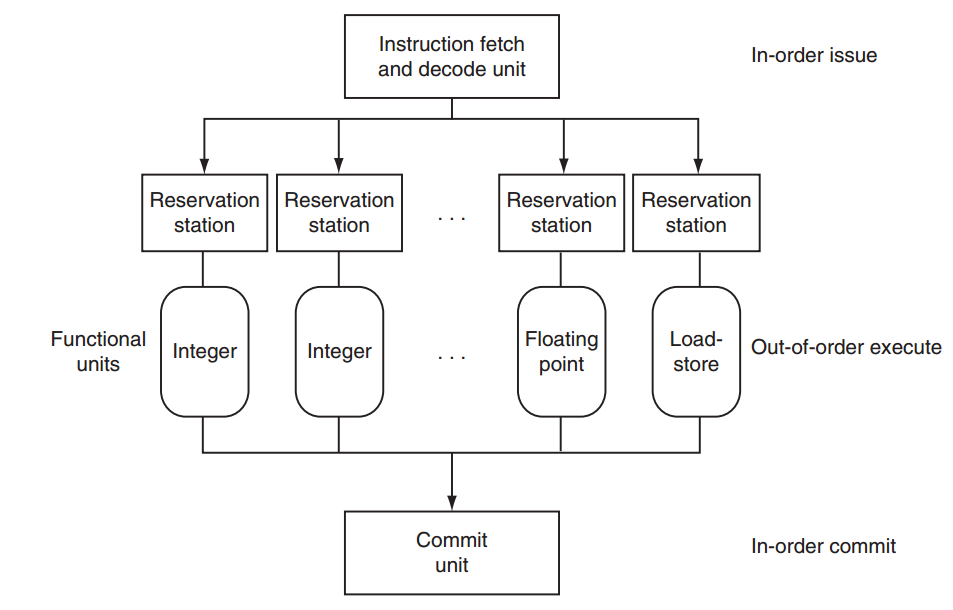 Instruction fetch
and decode unit
In-order issue
Reservation
station
Reservation
station
. . .
Reservation
station
Reservation
station
Functional
units
Integer
Integer
. . .
Floating
point
Load-
store
Out-of-order execute
Commit
unit
In-order commit